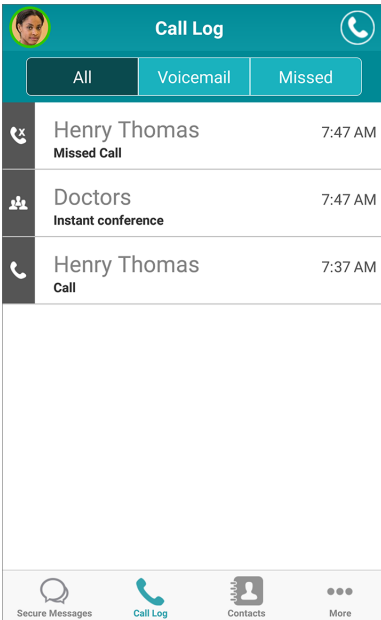 Call Log
All Voicemail Missed
Henry Thomas 7:47 AM
Missed Call
Doctors 7:47 AM
Instant conference
Henry Thomas 7:37 AM
Call
Secure Messages Call Log Contacts More